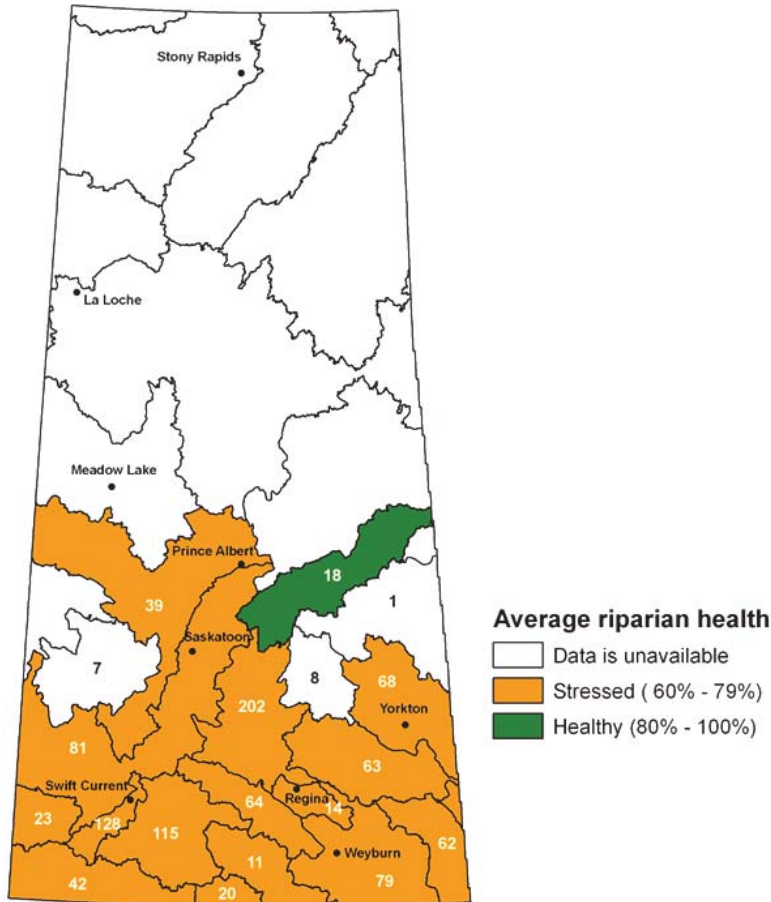 Stony Rapids
La Loche
Meadow Lake
Prince Albert
18
39
1
Saskatoon
7
8
68
202
Yorkton
81
63
Swift Current
64
Regina
14
23
128
115
11
Weyburn
62
42
20
79
Average riparian health
Data is unavailable
Stressed ( 60% - 79%)
Healthy (80% - 100%)